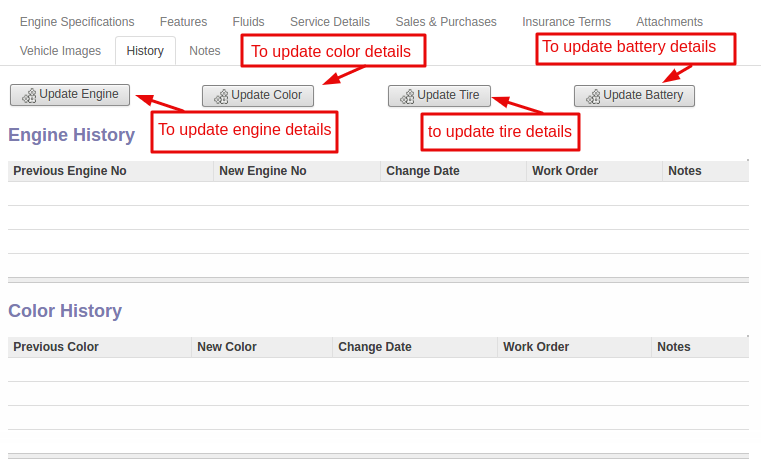 Engine Specifications Features Fluids Service Details Sales & Purchases Insurance Terms Attachments
Vehicle Images History Notes To update color details To update battery details
Update Engine Update Color Update Tire Update Battery
To update engine details to update tire details
Engine History
Previous Engine No New Engine No Change Date Work Order Notes
Color History
Previous Color New Color Change Date Work Order Notes